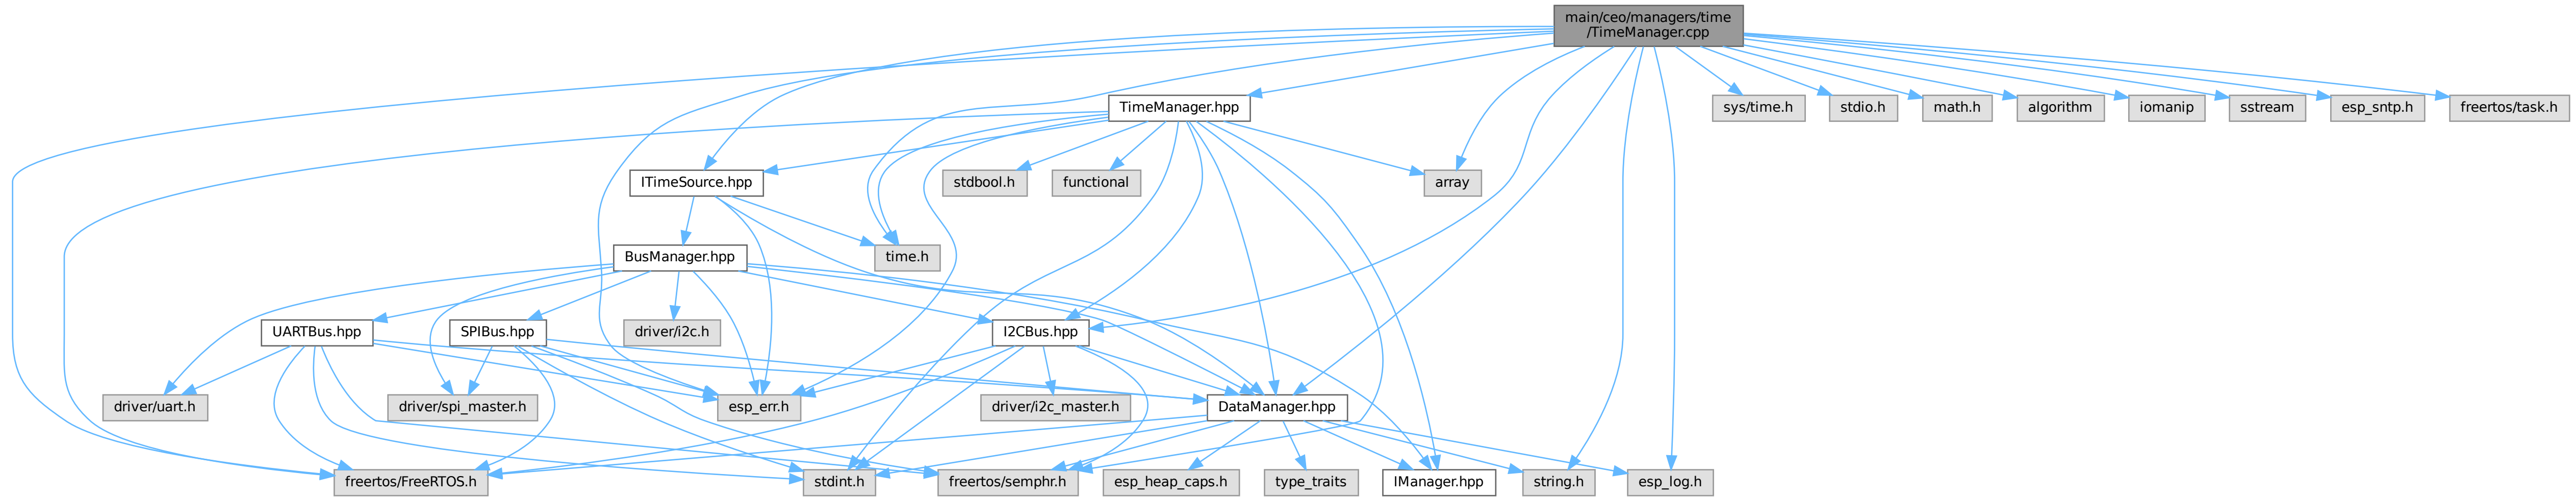 main/ceo/managers/time
/TimeManager.cpp
TimeManager.hpp
sys/time.h
stdio.h
math.h
algorithm
iomanip
sstream
esp_sntp.h
freertos/task.h
ITimeSource.hpp
stdbool.h
functional
array
BusManager.hpp
time.h
UARTBus.hpp
SPIBus.hpp
driver/i2c.h
I2CBus.hpp
driver/uart.h
driver/spi_master.h
esp_err.h
driver/i2c_master.h
DataManager.hpp
freertos/FreeRTOS.h
stdint.h
freertos/semphr.h
esp_heap_caps.h
type_traits
IManager.hpp
string.h
esp_log.h